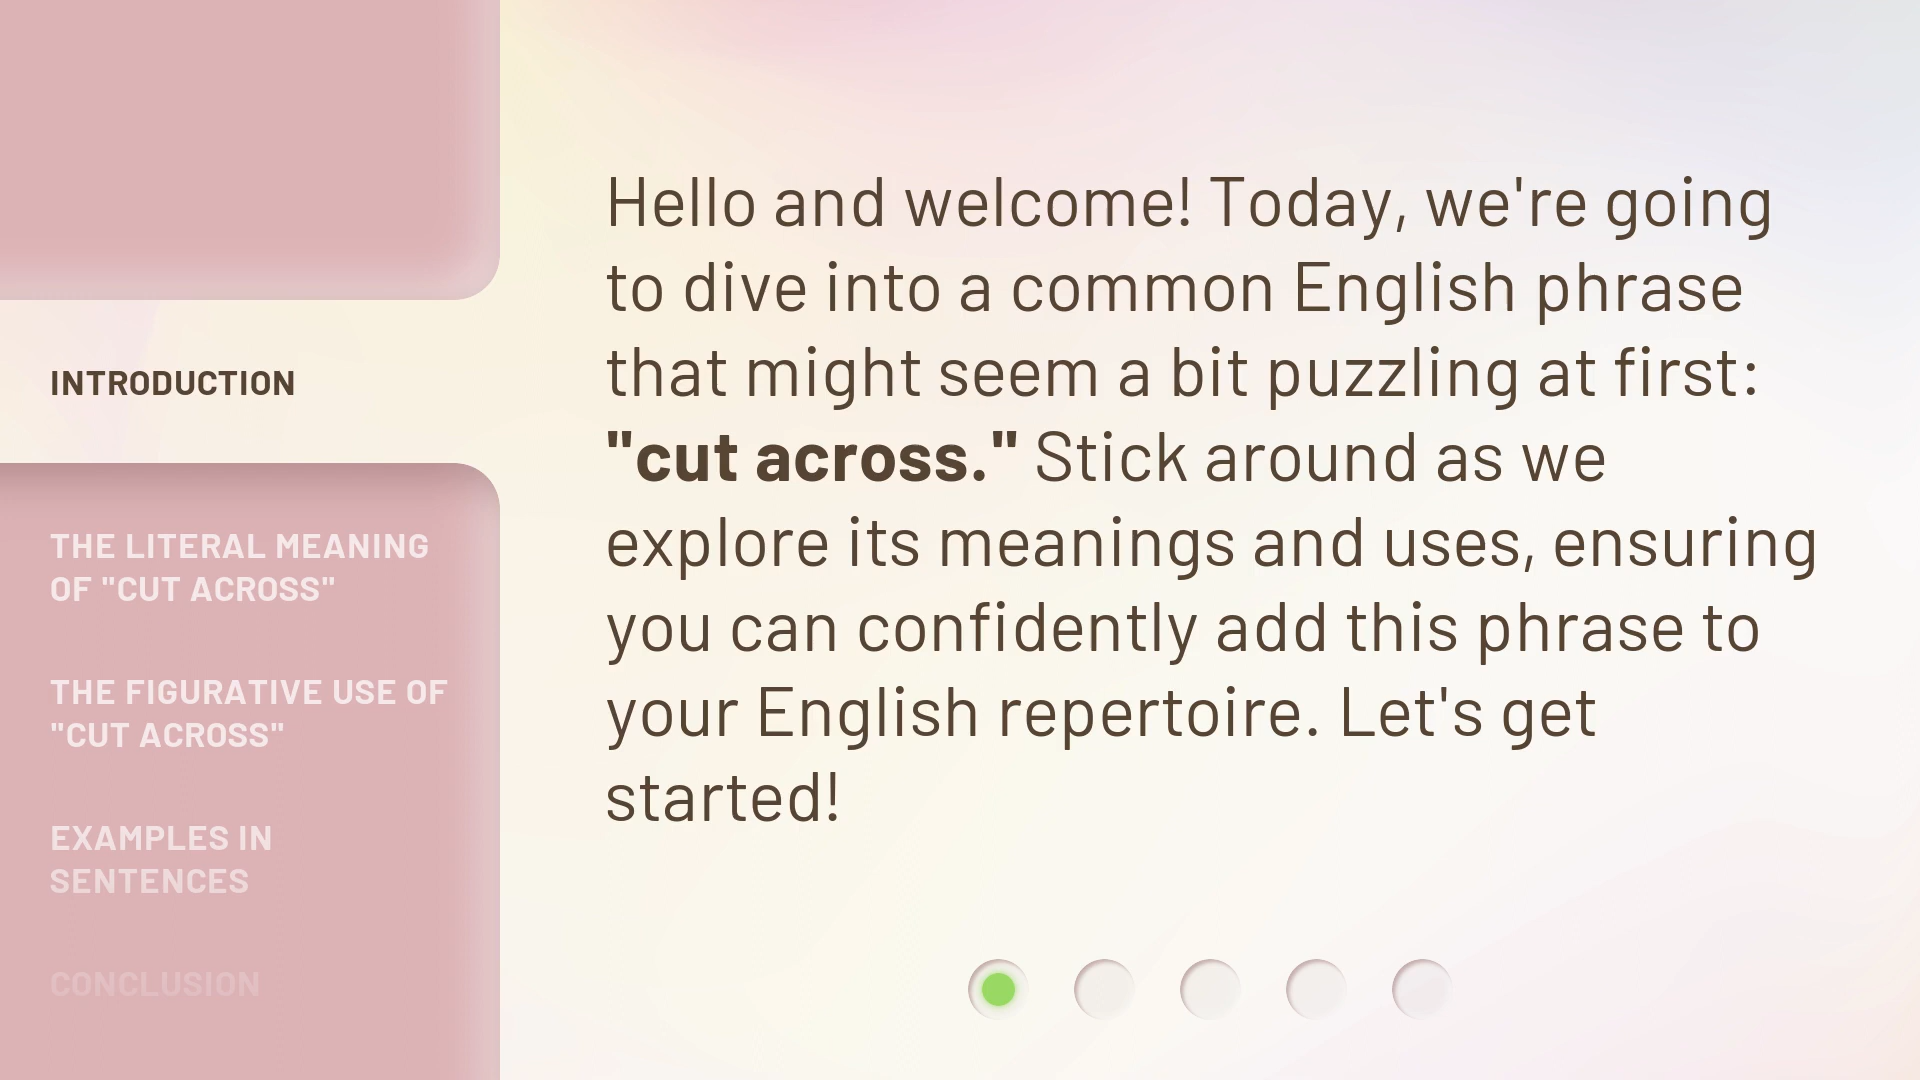 INTRODUCTION
THE LITERAL MEANING
OF "CUT ACROSS"
THE FIGURATIVE USE OF
"CUT ACROSS"
EXAMPLES IN
SENTENCES
CONCLUSION
Hello and welcome! Today, we're going
to dive into a common English phrase
that might seem a bit puzzling at first:
"cut across." Stick around as we
explore its meanings and uses, ensuring
you can confidently add this phrase to
your English repertoire. Let's get
started!